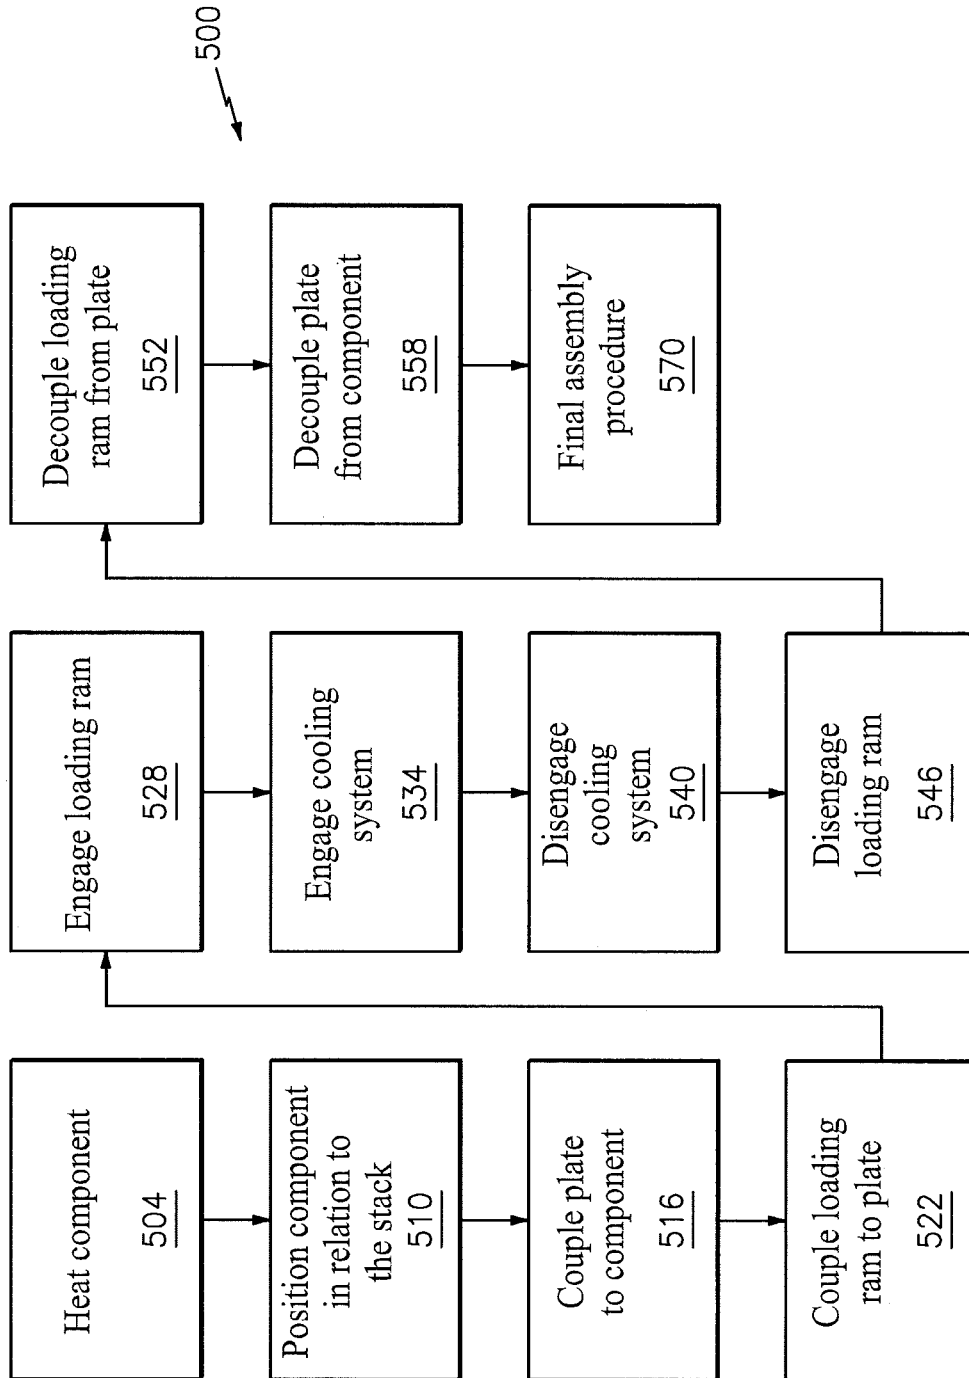 Heat component
504
Position component
in relation to
the stack
510
Couple plate
to component
516
Couple loading
ram to plate
522
Engage loading ram
528
Engage cooling
system
534
Disengage
cooling
system
540
Disengage
loading ram
546
Decouple loading
ram from plate
552
Decouple plate
from component
558
Final assembly
procedure
570
500